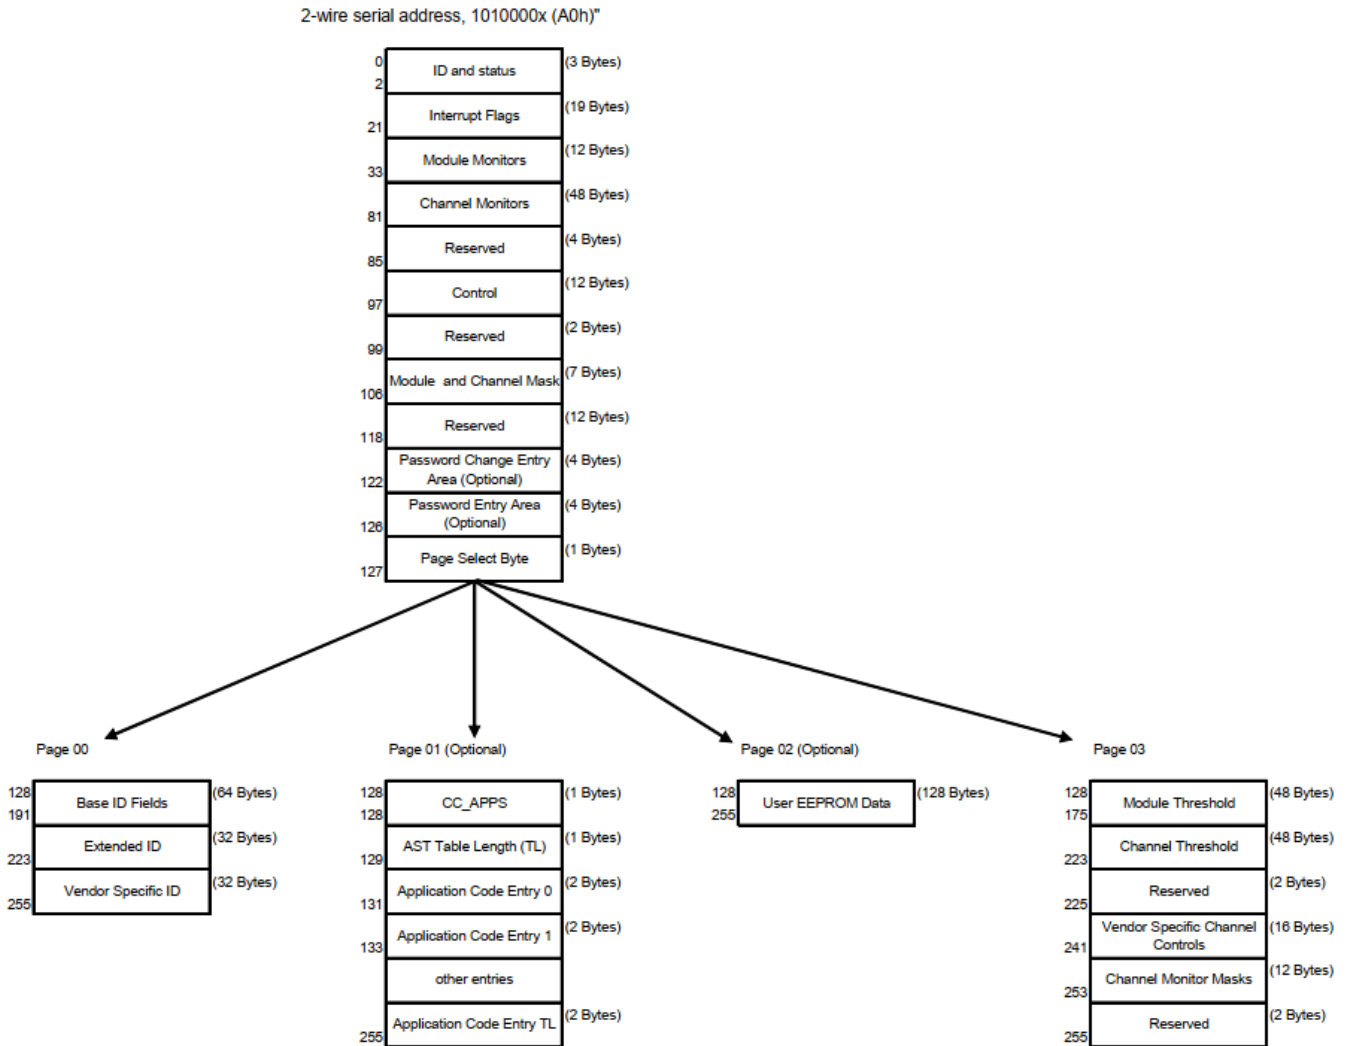 2-wire serial address, 1010000x (A0h)"
0
ID and status
(3 Bytes)
2
Interrupt Flags
(19 Bytes)
21
Module Monitors
(12 Bytes)
33
Channel Monitors
(48 Bytes)
81
Reserved
(4 Bytes)
85
Control
(12 Bytes)
97
Reserved
(2 Bytes)
99
Module and Channel Mask
(7 Bytes)
106
Reserved
(12 Bytes)
118
Password Change Entry
Area (Optional)
(4 Bytes)
122
Password Entry Area
(Optional)
(4 Bytes)
126
Page Select Byte
(1 Bytes)
127
Page 00
128
Base ID Fields
(64 Bytes)
191
Extended ID
(32 Bytes)
223
Vendor Specific ID
(32 Bytes)
255
Page 01 (Optional)
128
CC_APPS
(1 Bytes)
128
AST Table Length (TL)
(1 Bytes)
129
Application Code Entry 0
(2 Bytes)
131
Application Code Entry 1
(2 Bytes)
133
other entries
Application Code Entry TL
(2 Bytes)
255
Page 02 (Optional)
128
User EEPROM Data
(128 Bytes)
255
Page 03
128
Module Threshold
(48 Bytes)
175
Channel Threshold
(48 Bytes)
223
Reserved
(2 Bytes)
225
Vendor Specific Channel
Controls
(16 Bytes)
241
Channel Monitor Masks
(12 Bytes)
253
Reserved
(2 Bytes)
255